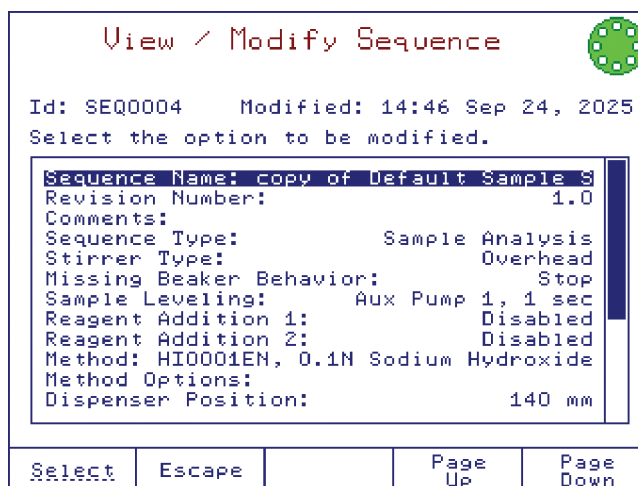 View / Modify Sequence
Id: SEQ0004 Modified: 14:46 Sep 24, 2025
Select the option to be modified.
Sequence Name: copy of Default Sample S
Revision Number: 1.0
Comments:
Sequence Type: Sample Analysis
Stirrer Type: Overhead
Missing Beaker Behavior: Stop
Sample Leveling: Aux Pump 1, 1 sec
Reagent Addition 1: Disabled
Reagent Addition 2: Disabled
Method: HI0001EN, 0.1N Sodium Hydroxide
Method Options:
Dispenser Position: 140 mm
Select Escape Page Up Page Down